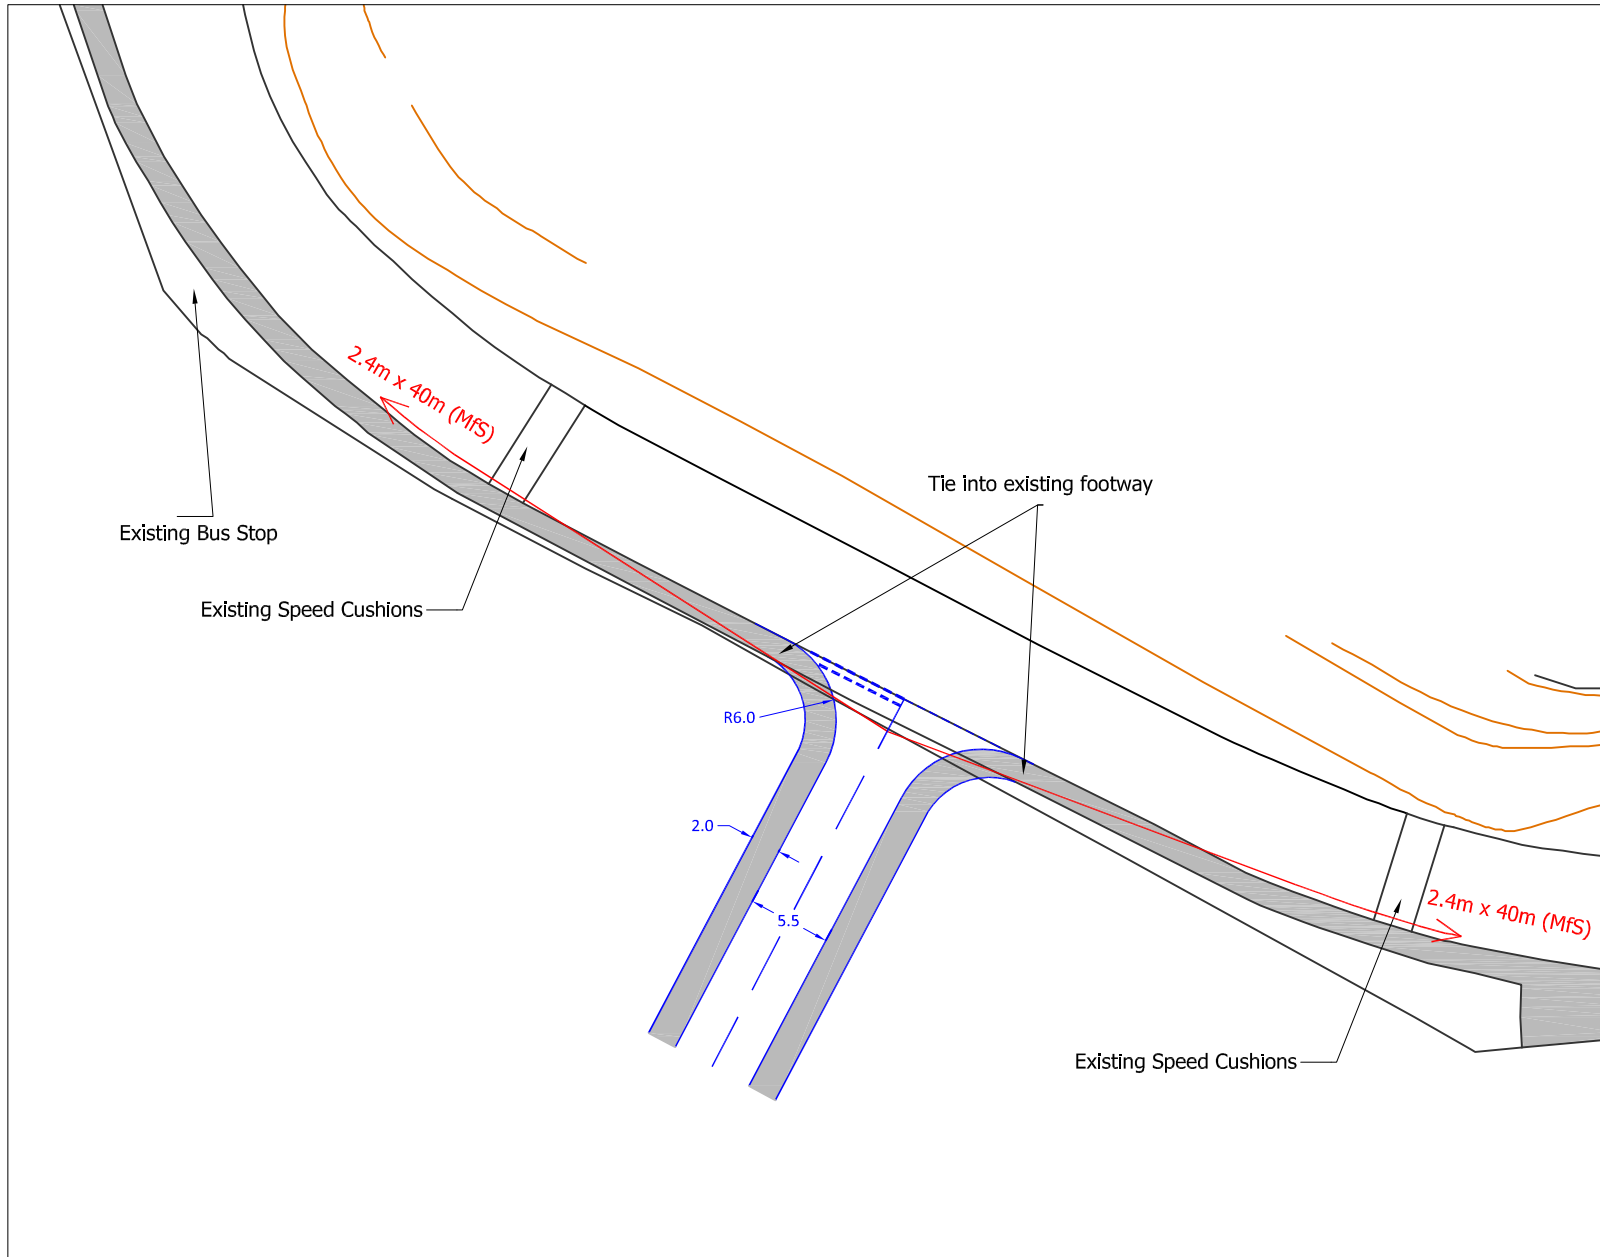 2.4m x 40m (MfS)
Tie into existing footway
Existing Bus Stop
Existing Speed Cushions
R6.0
2.0
5.5
2.4m x 40m (MfS)
Existing Speed Cushions